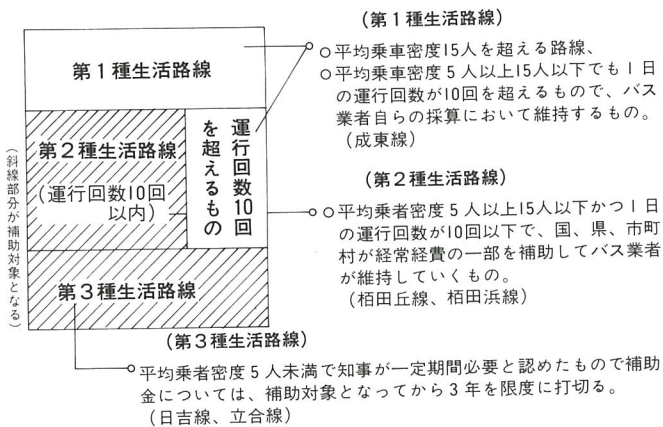 (第1種生活路線)
○平均乗車密度15人を超える路線、
○平均乗車密度5人以上15人以下でも1日
の運行回数が10回を超えるもので、バス
業者自らの採算において維持するもの。
(成東線)
第1種生活路線
第2種生活路線
(運行回数10回
以内)
運行回数10回
を超えるもの
(斜線部分が補助対象となる)
(第2種生活路線)
○平均乗者密度5人以上15人以下かつ1日
の運行回数が10回以下で、国、県、市町
村が経常経費の一部を補助してバス業者
が維持していくもの。
(栢田丘線、栢田浜線)
第3種生活路線
(第3種生活路線)
平均乗者密度5人未満で知事が一定期間必要と認めたもので補助
金については、補助対象となってから3年を限度に打切る。
(日吉線、立合線)